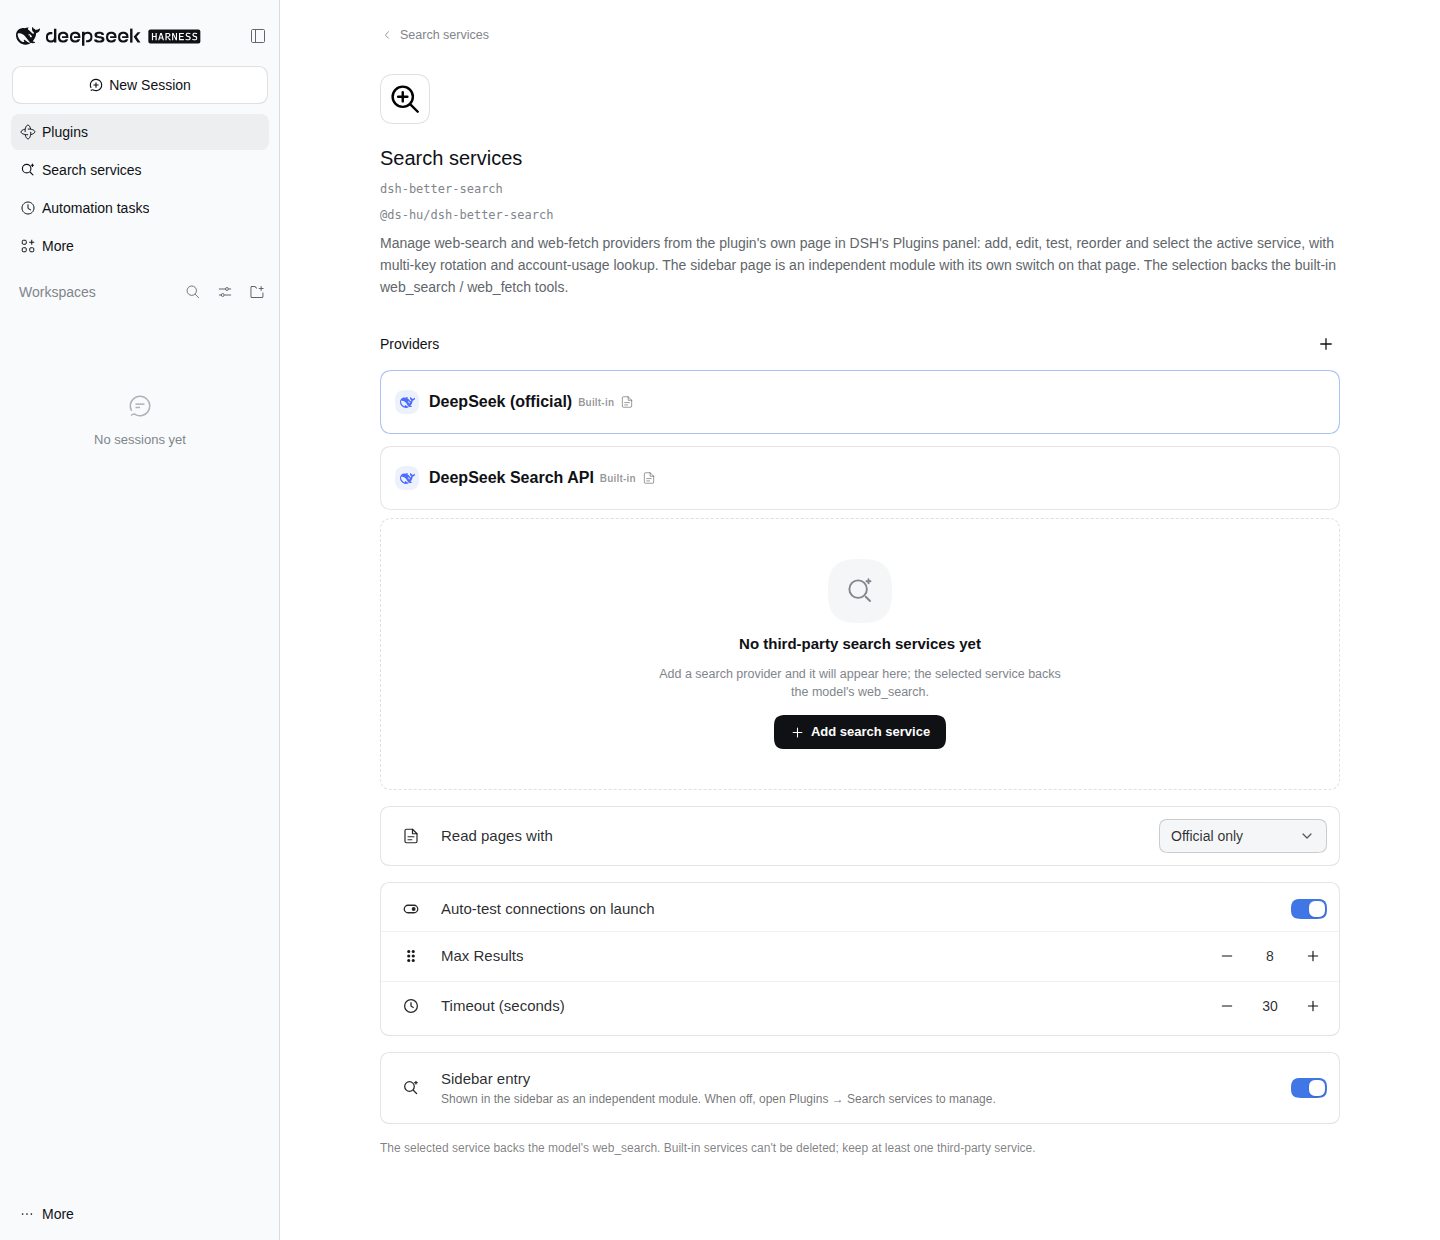 deepseek HARNESS
New Session
Plugins
Search services
Automation tasks
More
Workspaces
No sessions yet
More
Search services
Search services
dsh-better-search
@ds-hu/dsh-better-search
Manage web-search and web-fetch providers from the plugin's own page in DSH's Plugins panel: add, edit, test, reorder and select the active service, with
multi-key rotation and account-usage lookup. The sidebar page is an independent module with its own switch on that page. The selection backs the built-in
web_search / web_fetch tools.
Providers
DeepSeek (official) Built-in
DeepSeek Search API Built-in
No third-party search services yet
Add a search provider and it will appear here; the selected service backs
the model's web_search.
Add search service
Read pages with
Official only
Auto-test connections on launch
Max Results
8
Timeout (seconds)
30
Sidebar entry
Shown in the sidebar as an independent module. When off, open Plugins → Search services to manage.
The selected service backs the model's web_search. Built-in services can't be deleted; keep at least one third-party service.